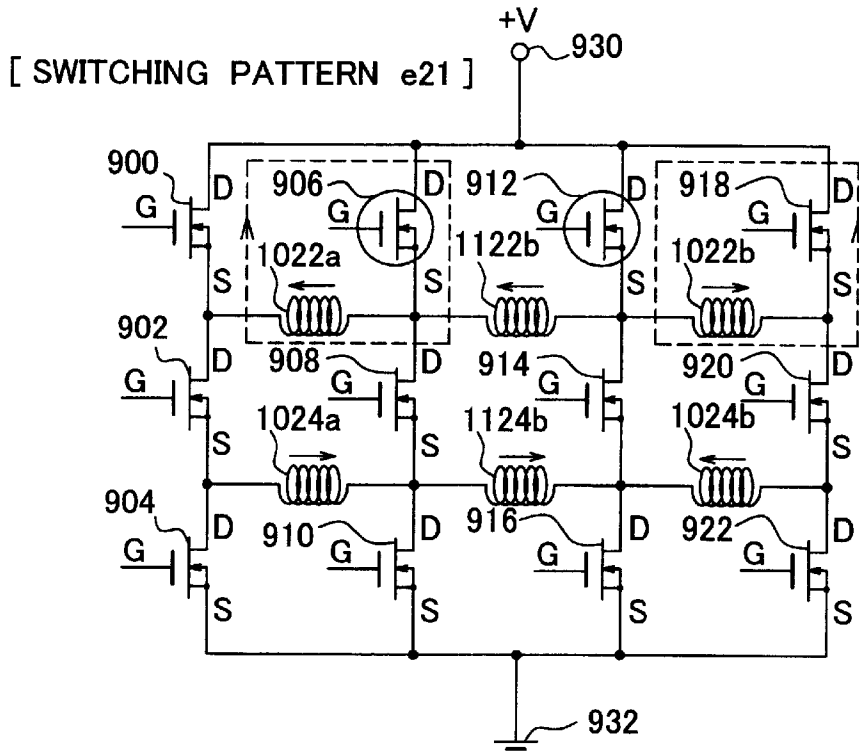 +V
930
[ SWITCHING PATTERN e21 ]
900 D 906 D 912 D 918 D
G G G G
1022a S 1122b S 1022b S
S
902 D 908 D 914 D 920 D
G G G G
1024a S 1124b S 1024b S
S
904 D 910 D 916 D 922 D
G G G G
S S S S
932